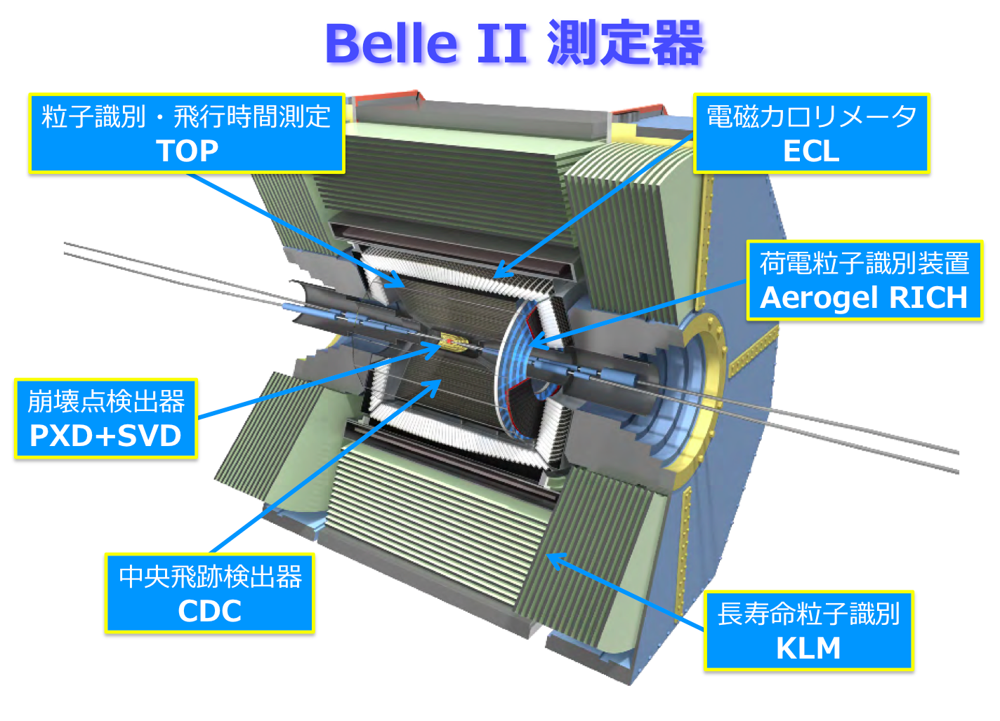 Belle II 測定器
粒子識別・飛行時間測定
TOP
電磁カロリメータ
ECL
荷電粒子識別装置
Aerogel RICH
崩壊点検出器
PXD+SVD
中央飛跡検出器
CDC
長寿命粒子識別
KLM